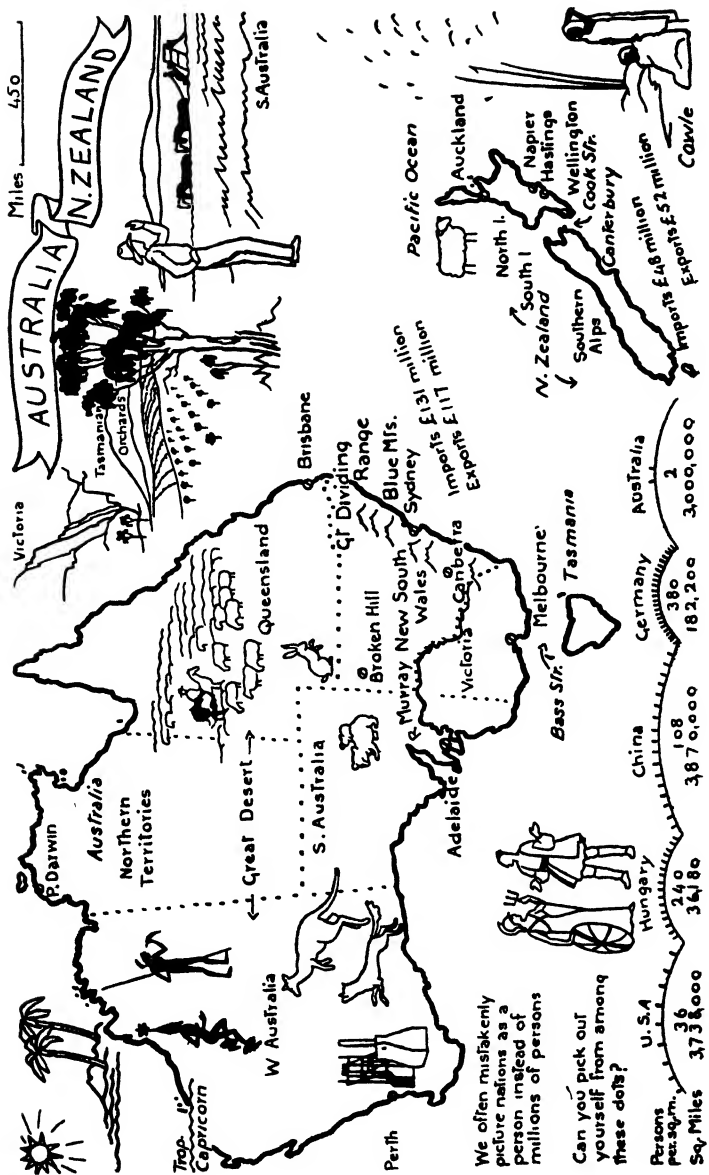 AUSTRALIA
N. ZEALAND
Miles 450
Victoria
Tasmanian
Orchards
S. Australia
P. Darwin
Australia
Northern
Territories
Trop. of
Capricorn
W Australia
← Great Desert →
S. Australia
Queensland
Brisbane
GT Dividing
Range
Blue Mts.
Sydney
Broken Hill
Murray
New South
Wales
Canberra
Victoria
Perth
Adelaide
Melbourne
Bass Str.
Tasmania
Imports £131 million
Exports £117 million
Pacific Ocean
Auckland
North I.
South I
N. Zealand
Napier
Hastings
Wellington
Cook Str.
Canterbury
Southern
Alps
Imports £48 million
Exports £52 million
Cawle
We often mistakenly
picture nations as a
person instead of
millions of persons
Can you pick out
yourself from among
these dots?
Persons
per. sq. m.
Sq. Miles
U.S.A
36
3,738,000
Hungary
240
36,180
China
108
3,870,000
Germany
380
182,200
Australia
2
3,000,000